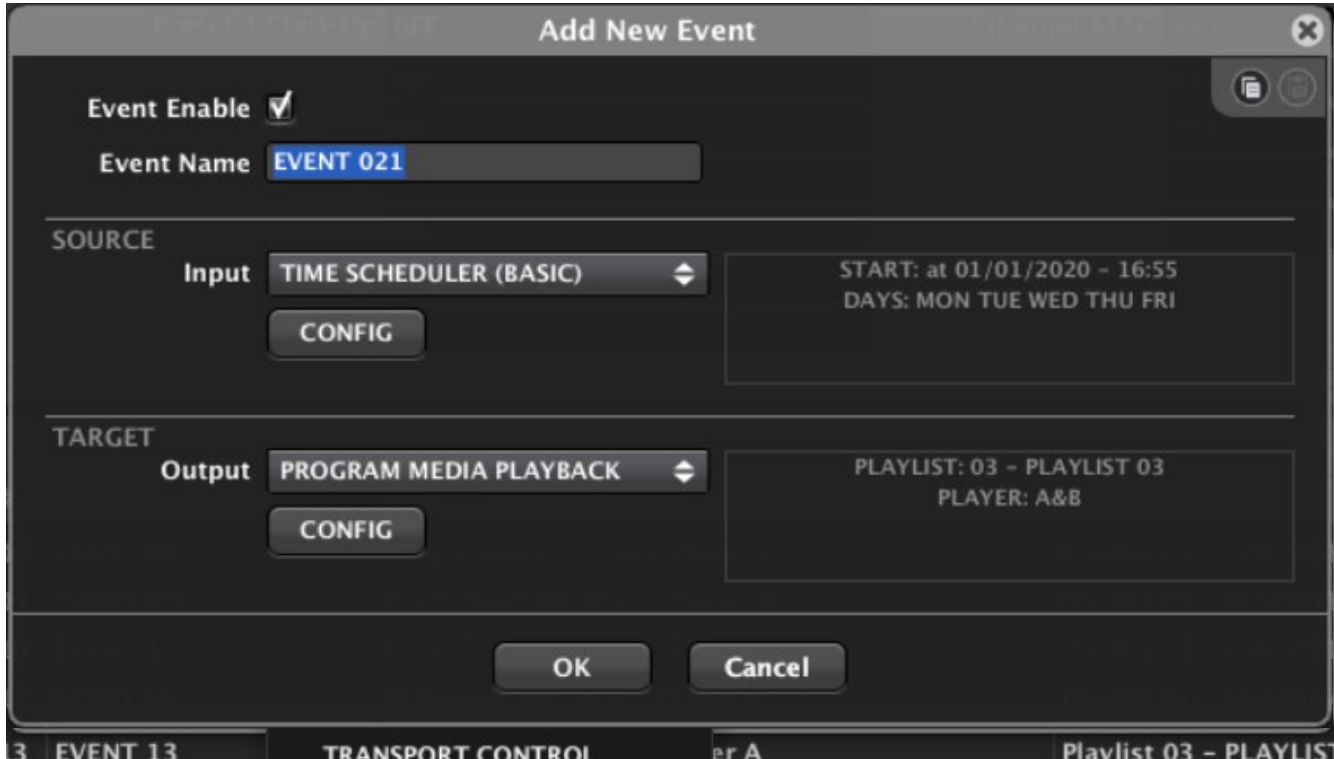 Add New Event
Event Enable
Event Name EVENT 021
SOURCE
Input TIME SCHEDULER (BASIC)
START: at 01/01/2020 - 16:55
DAYS: MON TUE WED THU FRI
CONFIG
TARGET
Output PROGRAM MEDIA PLAYBACK
PLAYLIST: 03 - PLAYLIST 03
PLAYER: A&B
CONFIG
OK Cancel
13 EVENT 13 TRANSPORT CONTROL er A Playlist 03 - PLAYLIST